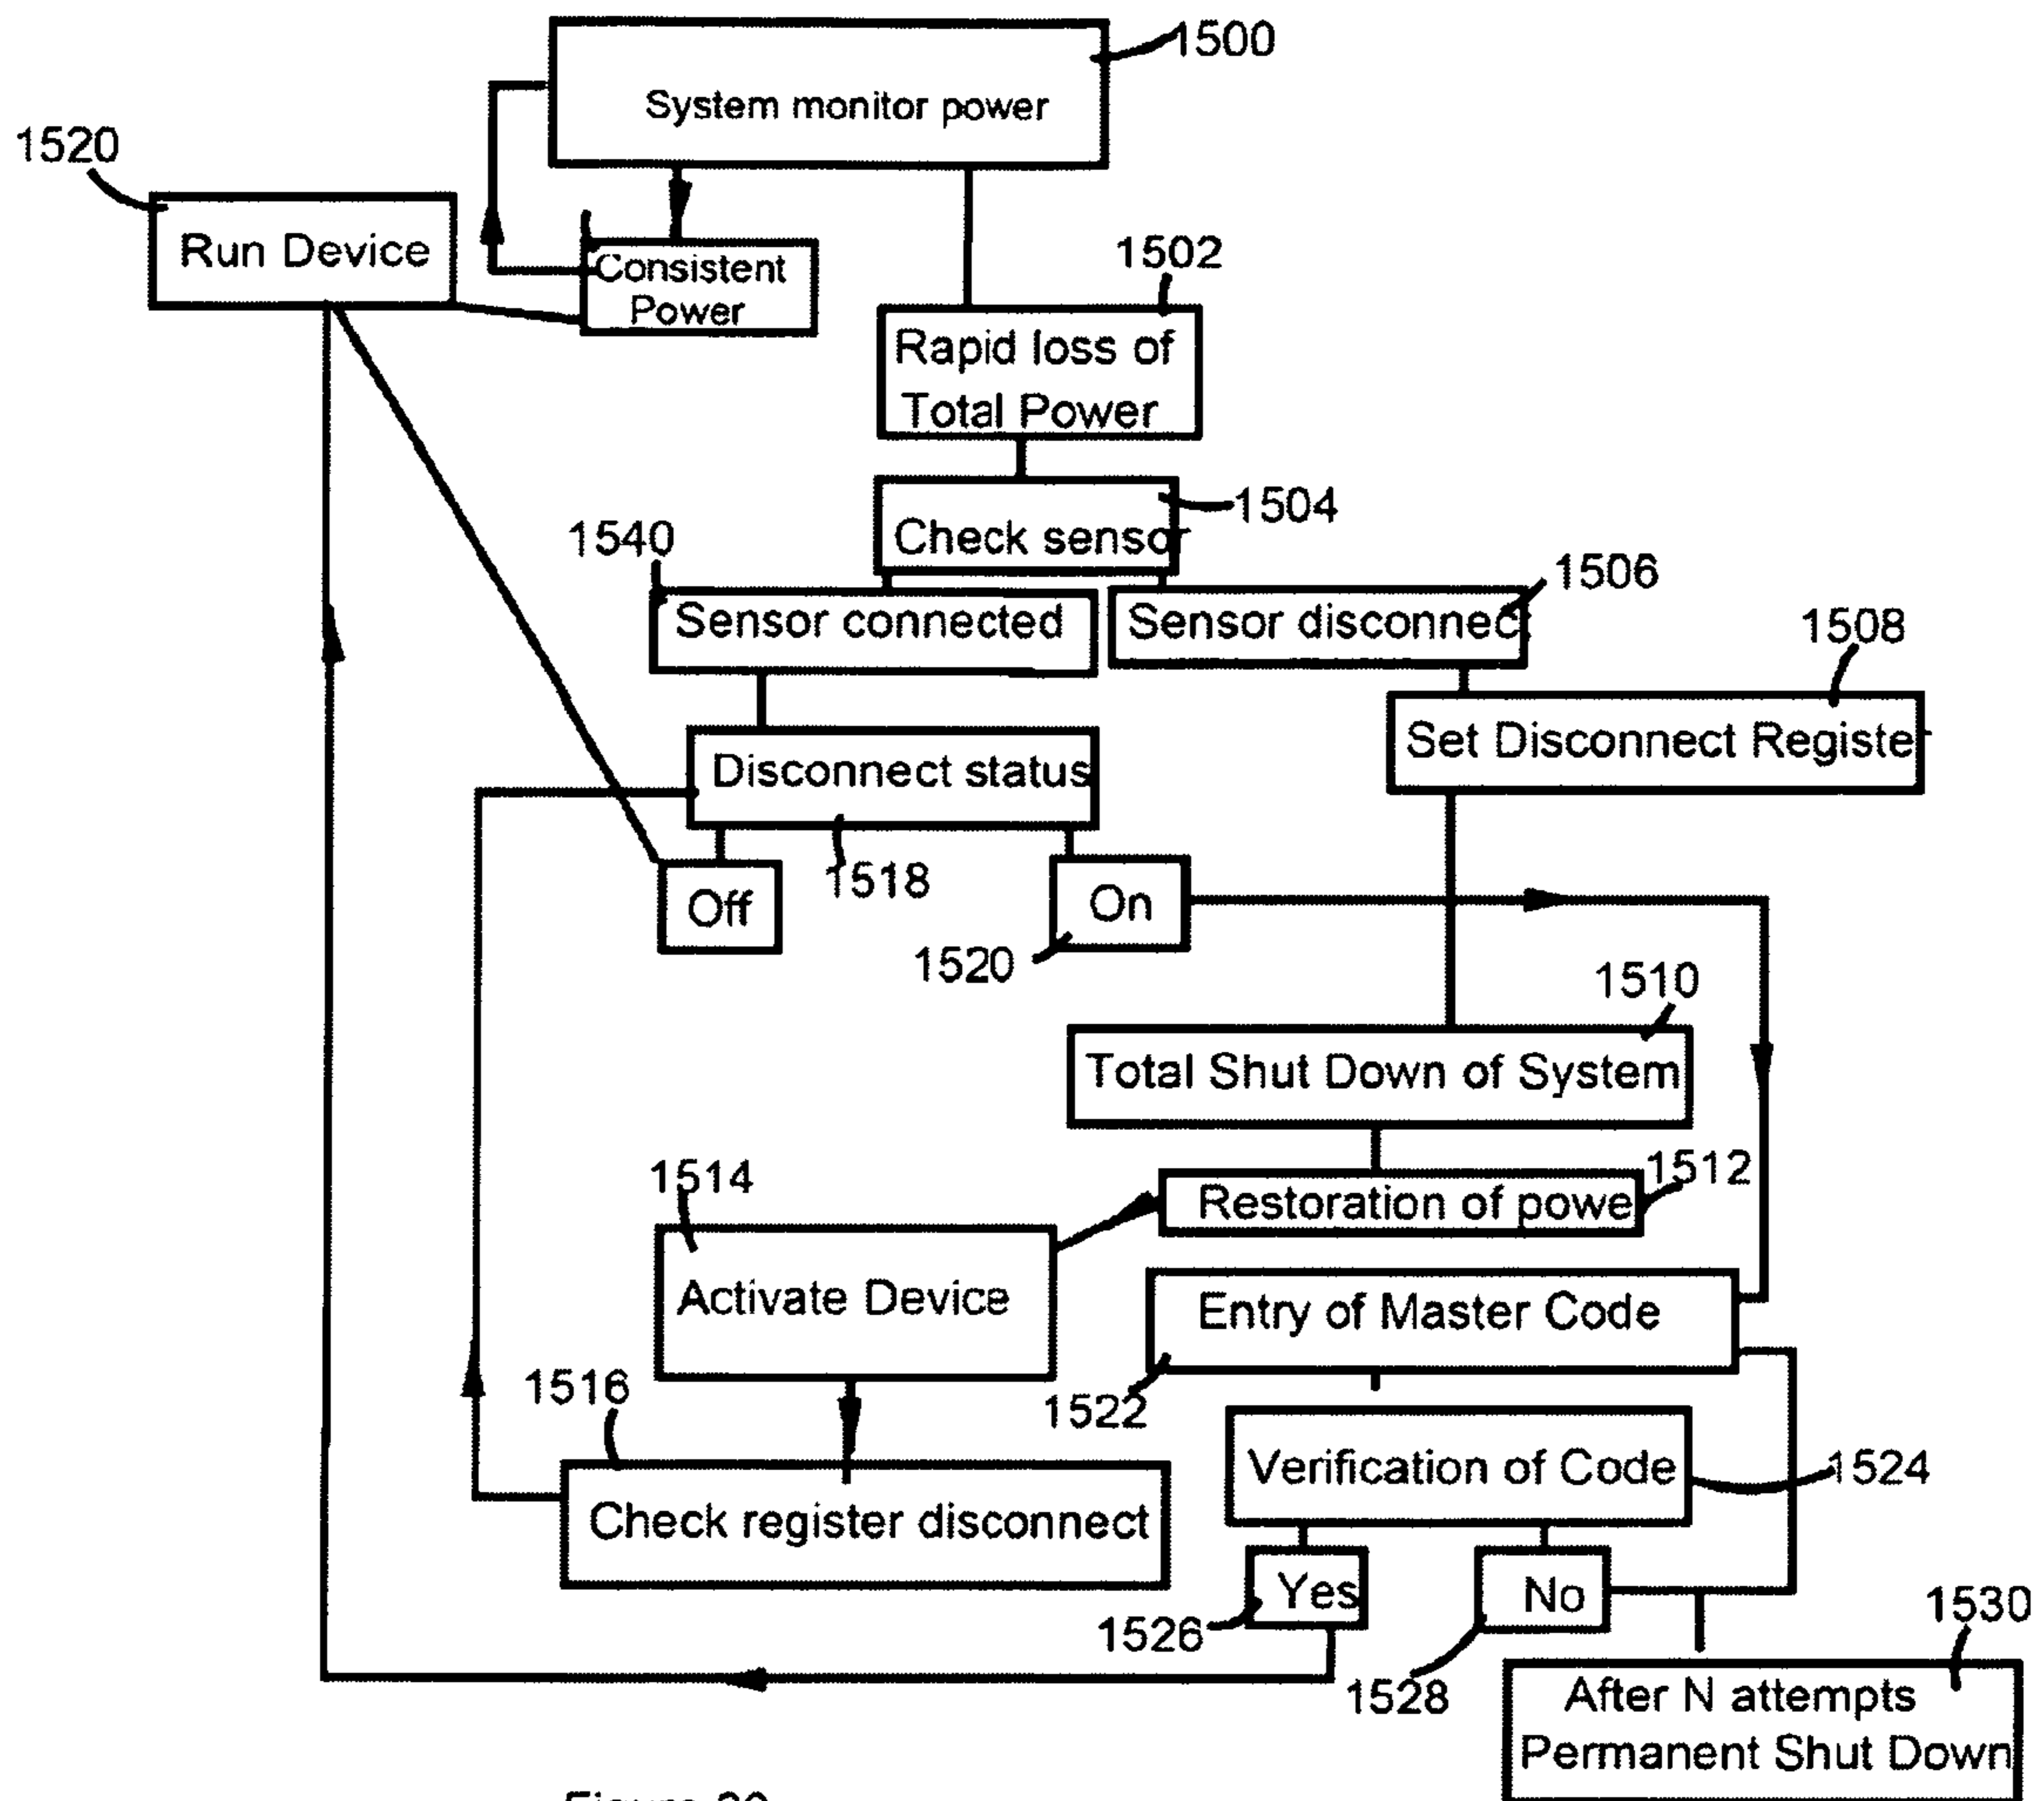 1500
System monitor power
1520
Run Device
Consistent
Power
1502
Rapid loss of
Total Power
1504
Check sensor
1540
Sensor connected
1506
Sensor disconnec
1508
Set Disconnect Registe
Disconnect status
1518
Off
On
1520
1510
Total Shut Down of System
1512
Restoration of powe
1514
Activate Device
Entry of Master Code
1522
1516
Check register disconnect
Verification of Code
1524
Yes
No
1526
1528
1530
After N attempts
Permanent Shut Down